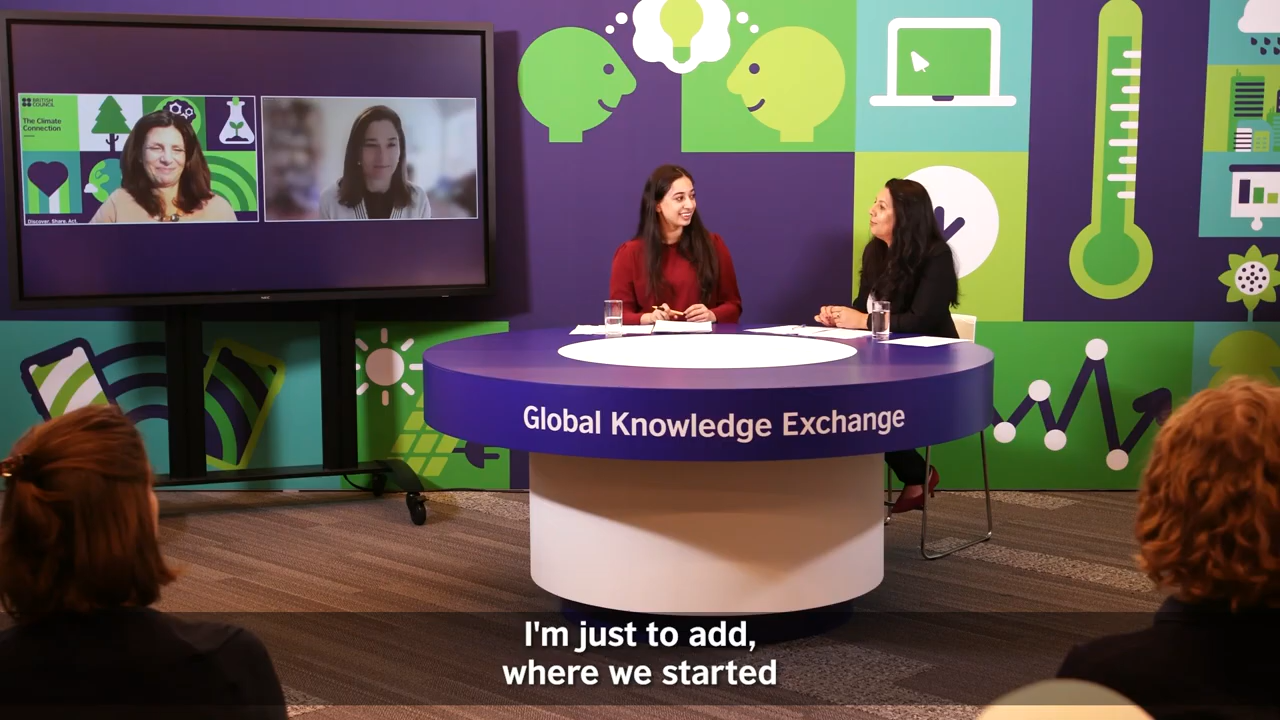 BRITISH
COUNCIL
The Climate
Connection
Discover. Share. Act.
Global Knowledge Exchange
I'm just to add,
where we started